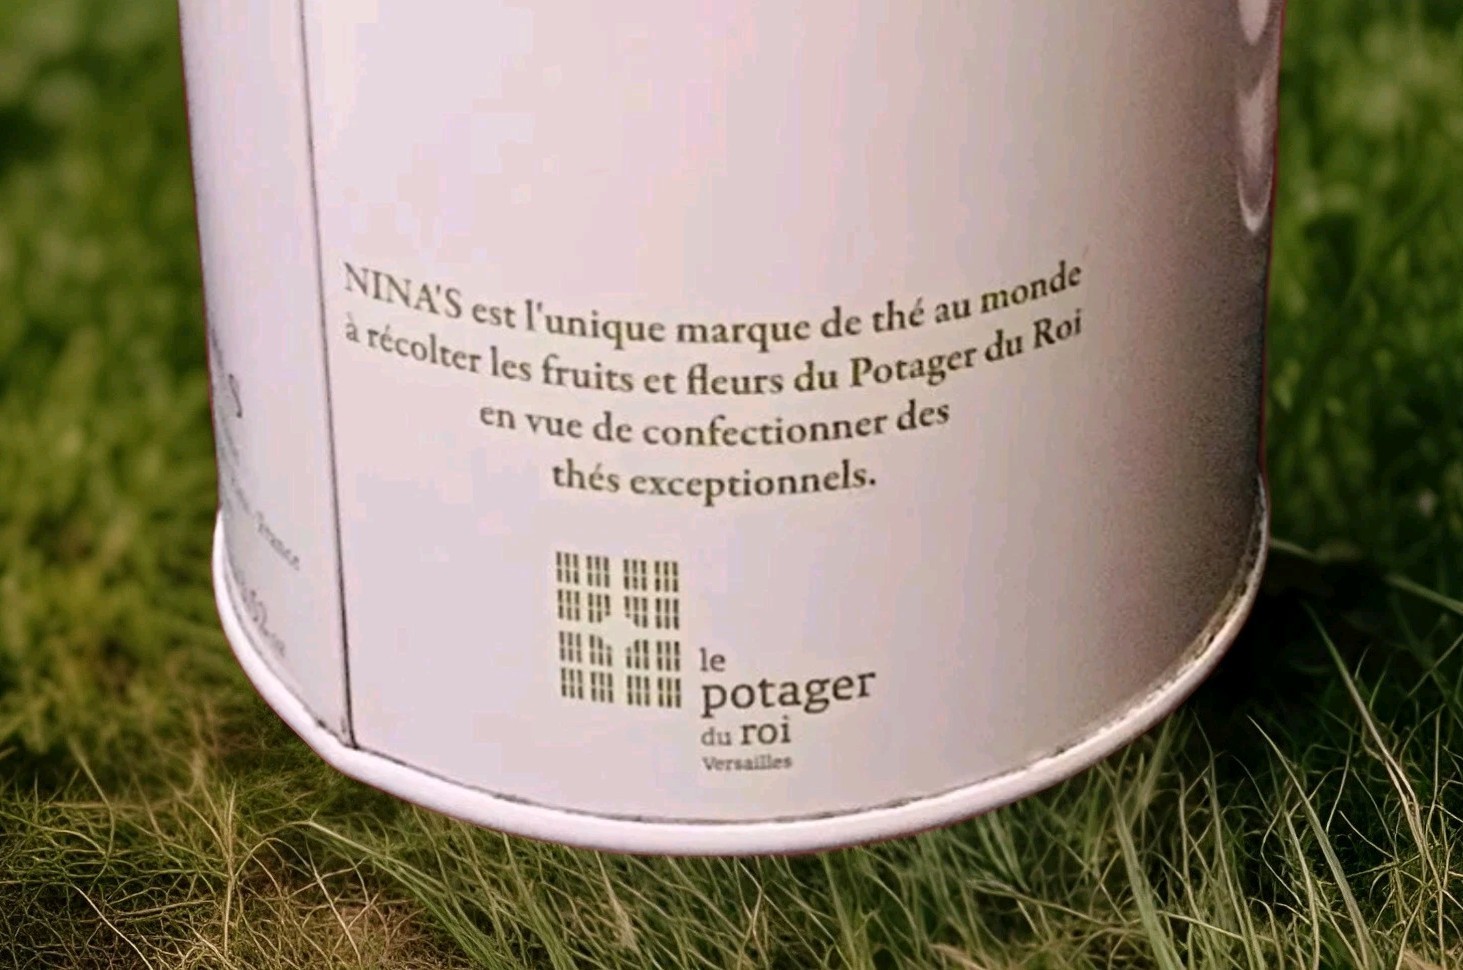 NINA'S est l'unique marque de thé au monde
à récolter les fruits et fleurs du Potager du Roi
en vue de confectionner des
thés exceptionnels.
le
potager
du roi
Versailles
France